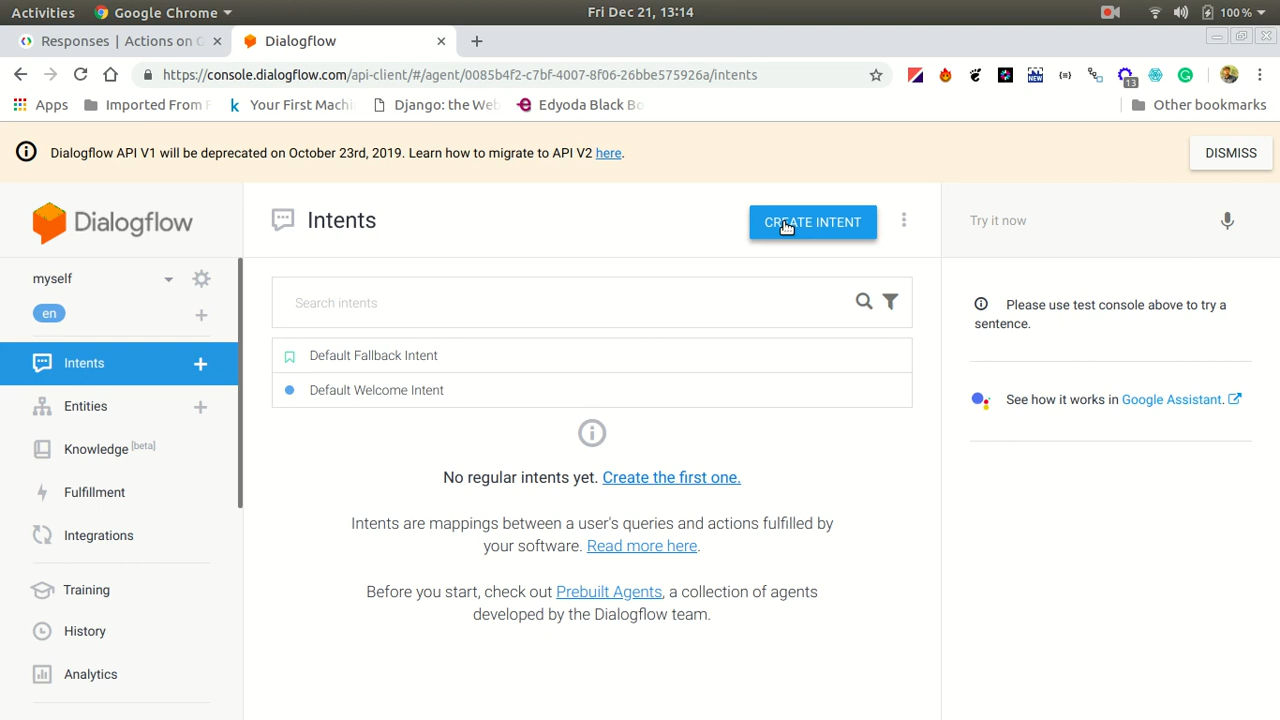 Activities Google Chrome Fri Dec 21, 13:14 100 %
Responses | Actions on G Dialogflow
https://console.dialogflow.com/api-client/#/agent/0085b4f2-c7bf-4007-8f06-26bbe575926a/intents
13
Apps Imported From F Your First Machi Django: the Web Edyoda Black Bo Other bookmarks
Dialogflow API V1 will be deprecated on October 23rd, 2019. Learn how to migrate to API V2 here. DISMISS
Dialogflow Intents CREATE INTENT Try it now
myself
en
Search intents
Please use test console above to try a
sentence.
Intents
Default Fallback Intent
Default Welcome Intent
See how it works in Google Assistant.
Entities
Knowledge [beta]
No regular intents yet. Create the first one.
Fulfillment
Intents are mappings between a user's queries and actions fulfilled by
your software. Read more here.
Integrations
Before you start, check out Prebuilt Agents, a collection of agents
developed by the Dialogflow team.
Training
History
Analytics